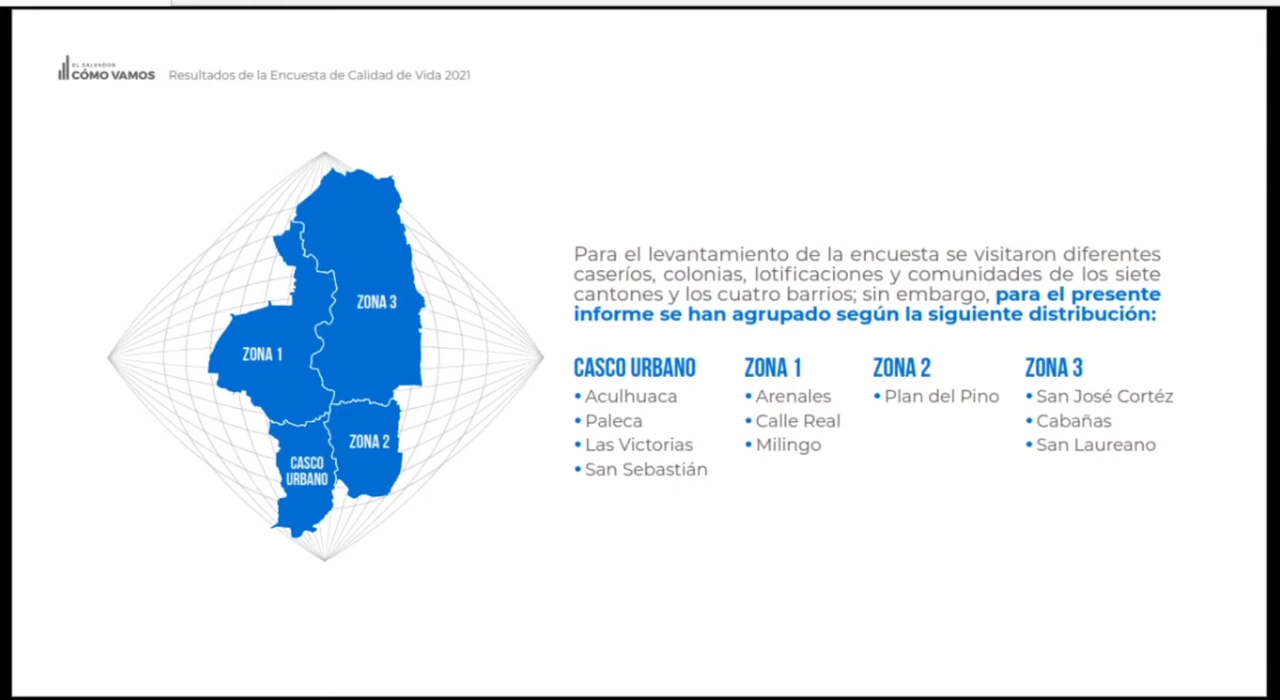 EL SALVADOR
CÓMO VAMOS
Resultados de la Encuesta de Calidad de Vida 2021
ZONA 3
ZONA 1
ZONA 2
CASCO
URBANO
Para el levantamiento de la encuesta se visitaron diferentes
caseríos, colonias, lotificaciones y comunidades de los siete
cantones y los cuatro barrios; sin embargo, para el presente
informe se han agrupado según la siguiente distribución:
CASCO URBANO
• Aculhuaca
• Paleca
• Las Victorias
• San Sebastián
ZONA 1
• Arenales
• Calle Real
• Milingo
ZONA 2
• Plan del Pino
ZONA 3
• San José Cortéz
• Cabañas
• San Laureano